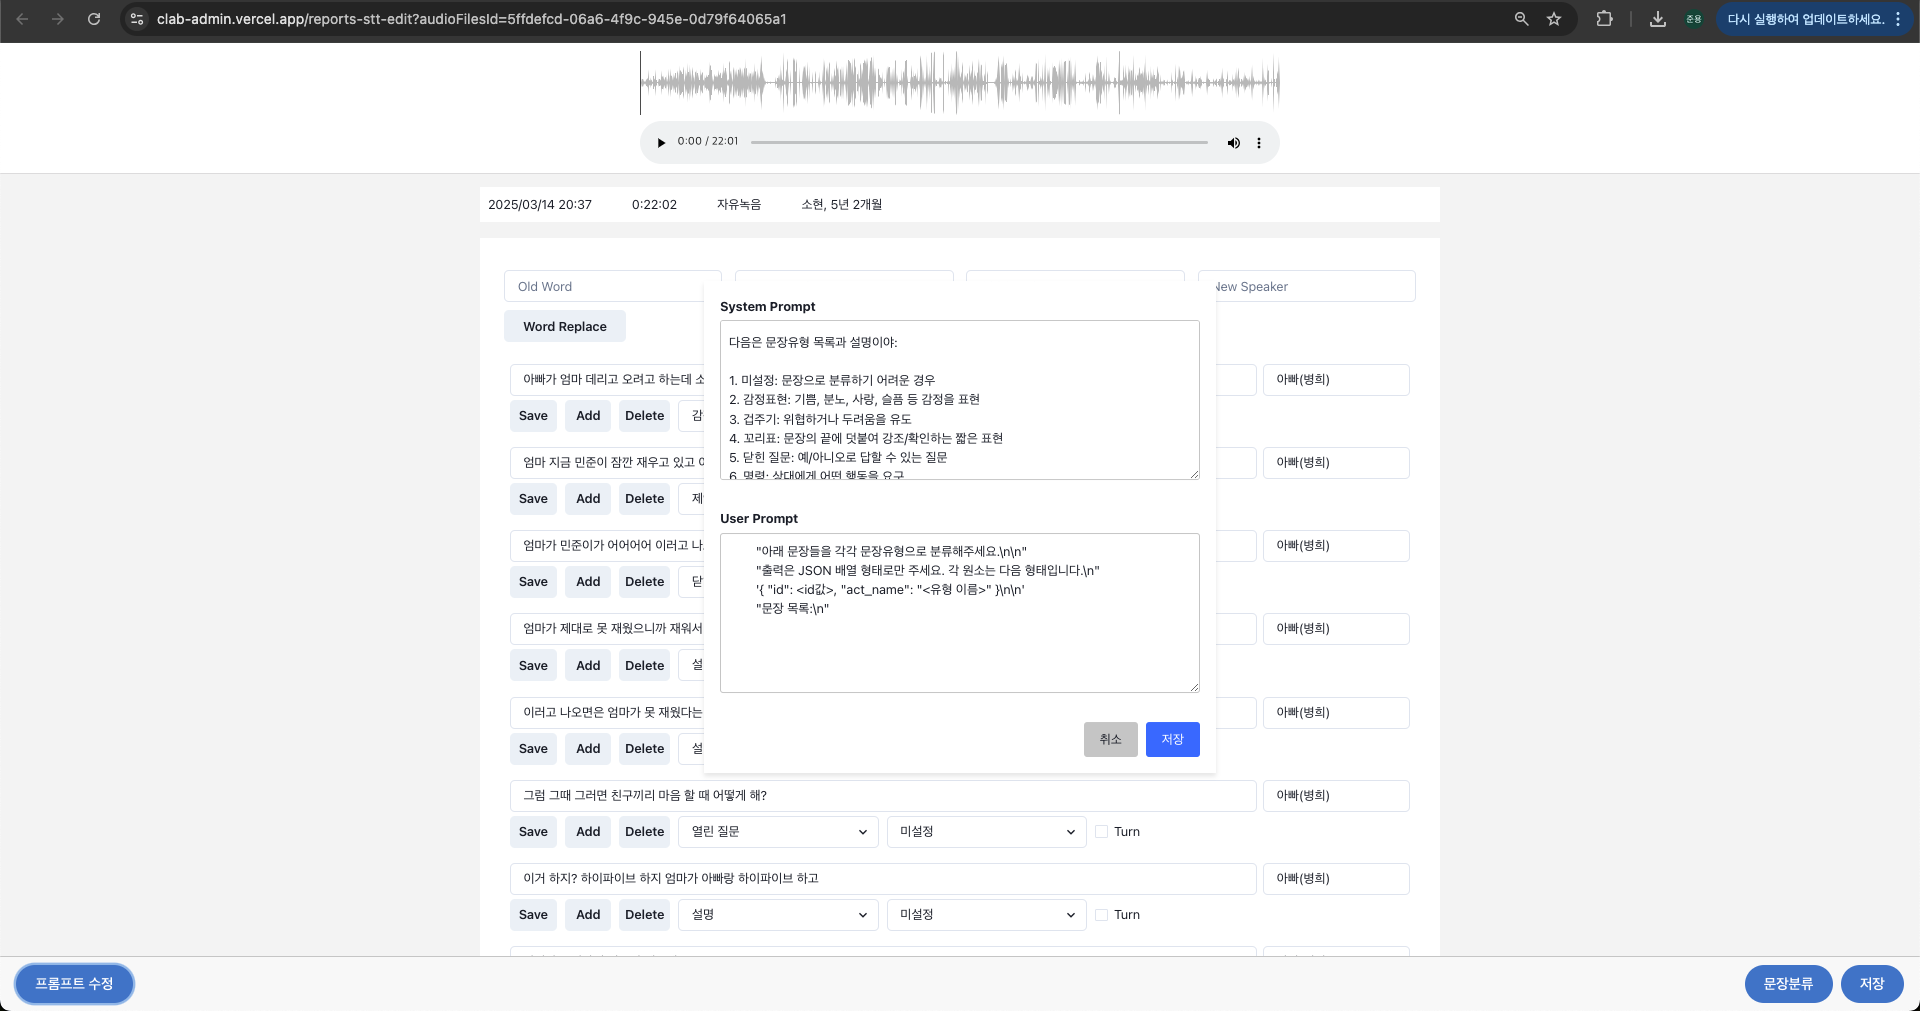 clab-admin.vercel.app/reports-stt-edit?audioFilesId=5ffdefcd-06a6-4f9c-945e-0d79f64065a1
준용
다시 실행하여 업데이트하세요.
0:00 / 22:01
2025/03/14 20:37 0:22:02 자유녹음 소현, 5년 2개월
Old Word
New Speaker
Word Replace
System Prompt
다음은 문장유형 목록과 설명이야:
1. 미설정: 문장으로 분류하기 어려운 경우
2. 감정표현: 기쁨, 분노, 사랑, 슬픔 등 감정을 표현
3. 겁주기: 위협하거나 두려움을 유도
4. 꼬리표: 문장의 끝에 덧붙여 강조/확인하는 짧은 표현
5. 닫힌 질문: 예/아니오로 답할 수 있는 질문
6. 명령: 상대에게 어떤 행동을 요구
User Prompt
"아래 문장들을 각각 문장유형으로 분류해주세요.\n\n"
"출력은 JSON 배열 형태로만 주세요. 각 원소는 다음 형태입니다.\n"
'{ "id": <id값>, "act_name": "<유형 이름>" }\n\n'
"문장 목록:\n"
취소 저장
아빠가 엄마 데리고 오려고 하는데 소
아빠(병희)
Save Add Delete 감
엄마 지금 민준이 잠깐 재우고 있고
아빠(병희)
Save Add Delete
엄마가 민준이가 어어어어 이러고
아빠(병희)
Save Add Delete 닫
엄마가 제대로 못 재웠으니까 재워서
아빠(병희)
Save Add Delete 설
이러고 나오면은 엄마가 못 재웠다는
아빠(병희)
Save Add Delete 설
그럼 그때 그러면 친구끼리 마음 할 때 어떻게 해?
아빠(병희)
Save Add Delete 열린 질문 미설정 Turn
이거 하지? 하이파이브 하지 엄마가 아빠랑 하이파이브 하고
아빠(병희)
Save Add Delete 설명 미설정 Turn
프롬프트 수정
문장분류 저장